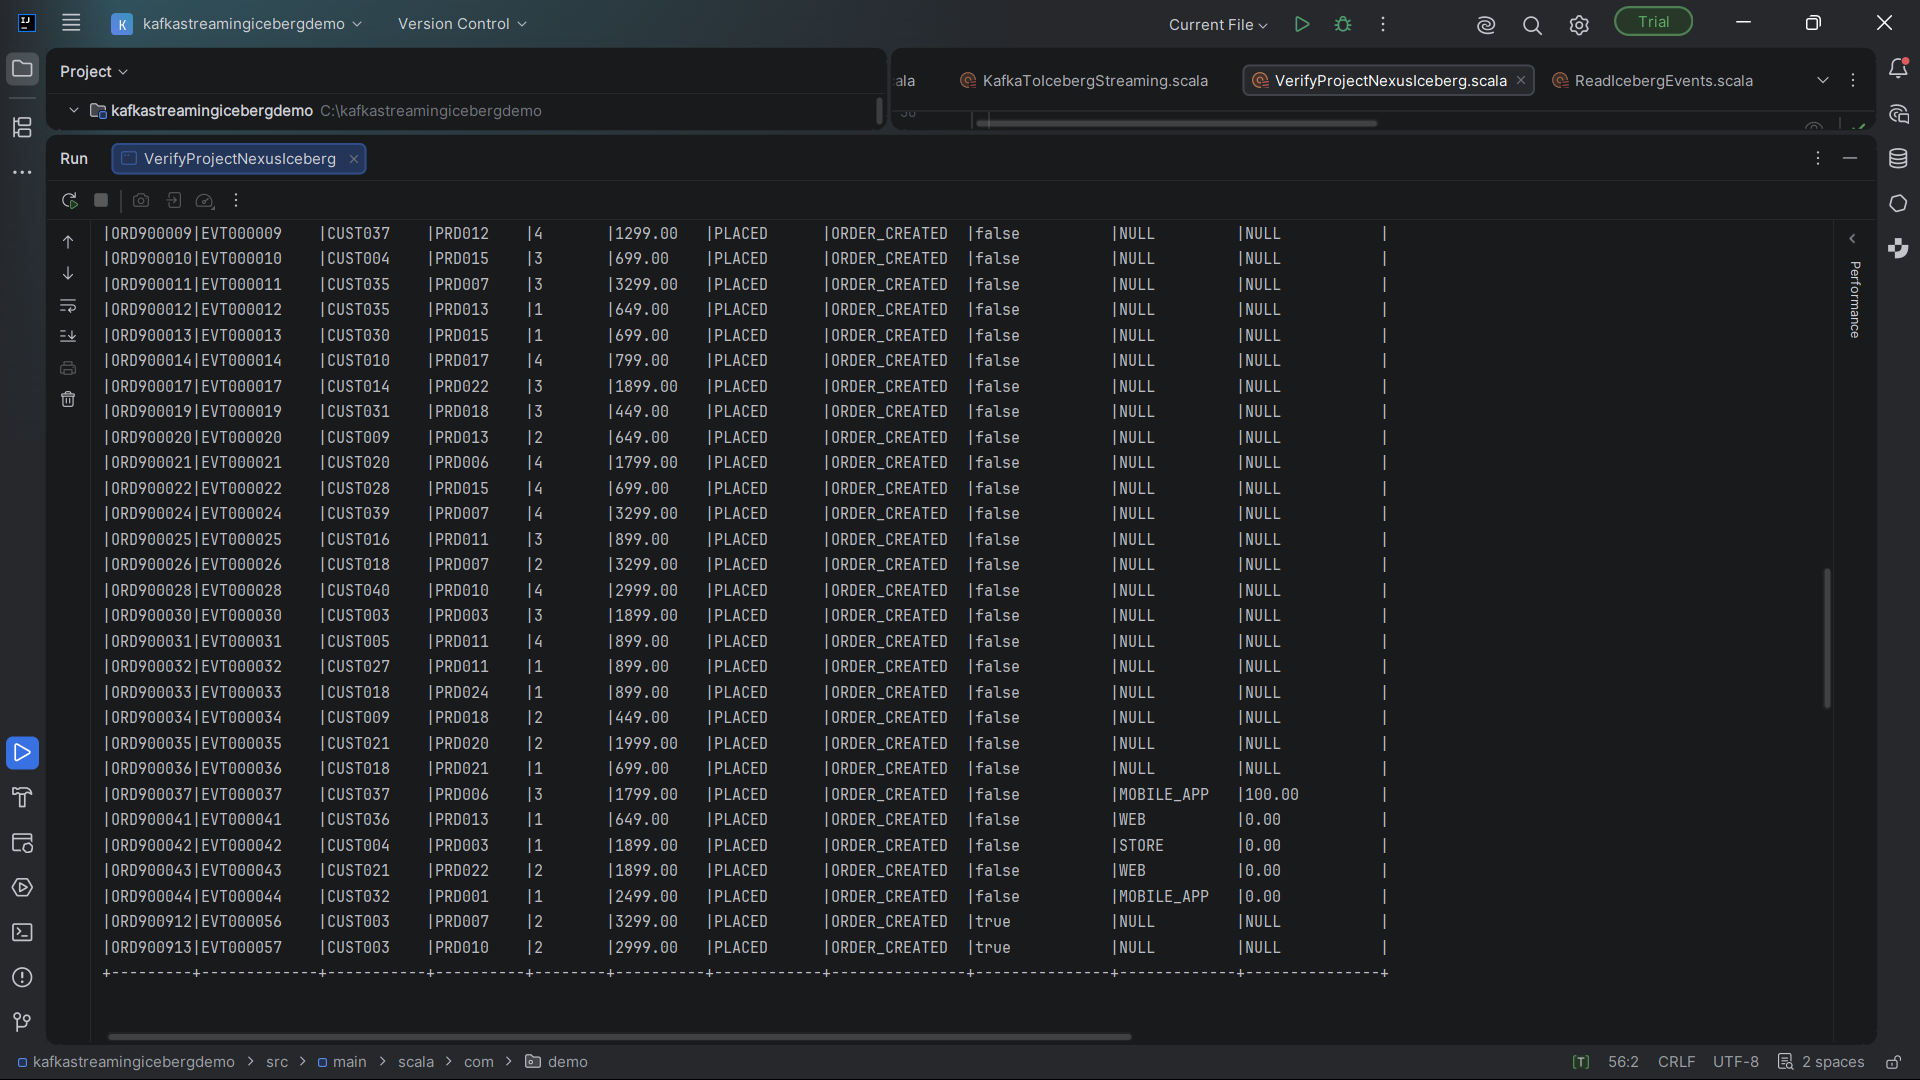 kafkastreamingicebergdemo Version Control Current File Trial
Project
ala KafkaToIcebergStreaming.scala VerifyProjectNexusIceberg.scala ReadIcebergEvents.scala
kafkastreamingicebergdemo C:\kafkastreamingicebergdemo
Run VerifyProjectNexusIceberg
|ORD900009|EVT000009 |CUST037 |PRD012 |4 |1299.00 |PLACED |ORDER_CREATED |false |NULL |NULL |
|ORD900010|EVT000010 |CUST004 |PRD015 |3 |699.00 |PLACED |ORDER_CREATED |false |NULL |NULL |
|ORD900011|EVT000011 |CUST035 |PRD007 |3 |3299.00 |PLACED |ORDER_CREATED |false |NULL |NULL |
|ORD900012|EVT000012 |CUST035 |PRD013 |1 |649.00 |PLACED |ORDER_CREATED |false |NULL |NULL |
|ORD900013|EVT000013 |CUST030 |PRD015 |1 |699.00 |PLACED |ORDER_CREATED |false |NULL |NULL |
|ORD900014|EVT000014 |CUST010 |PRD017 |4 |799.00 |PLACED |ORDER_CREATED |false |NULL |NULL |
|ORD900017|EVT000017 |CUST014 |PRD022 |3 |1899.00 |PLACED |ORDER_CREATED |false |NULL |NULL |
|ORD900019|EVT000019 |CUST031 |PRD018 |3 |449.00 |PLACED |ORDER_CREATED |false |NULL |NULL |
|ORD900020|EVT000020 |CUST009 |PRD013 |2 |649.00 |PLACED |ORDER_CREATED |false |NULL |NULL |
|ORD900021|EVT000021 |CUST020 |PRD006 |4 |1799.00 |PLACED |ORDER_CREATED |false |NULL |NULL |
|ORD900022|EVT000022 |CUST028 |PRD015 |4 |699.00 |PLACED |ORDER_CREATED |false |NULL |NULL |
|ORD900024|EVT000024 |CUST039 |PRD007 |4 |3299.00 |PLACED |ORDER_CREATED |false |NULL |NULL |
|ORD900025|EVT000025 |CUST016 |PRD011 |3 |899.00 |PLACED |ORDER_CREATED |false |NULL |NULL |
|ORD900026|EVT000026 |CUST018 |PRD007 |2 |3299.00 |PLACED |ORDER_CREATED |false |NULL |NULL |
|ORD900028|EVT000028 |CUST040 |PRD010 |4 |2999.00 |PLACED |ORDER_CREATED |false |NULL |NULL |
|ORD900030|EVT000030 |CUST003 |PRD003 |3 |1899.00 |PLACED |ORDER_CREATED |false |NULL |NULL |
|ORD900031|EVT000031 |CUST005 |PRD011 |4 |899.00 |PLACED |ORDER_CREATED |false |NULL |NULL |
|ORD900032|EVT000032 |CUST027 |PRD011 |1 |899.00 |PLACED |ORDER_CREATED |false |NULL |NULL |
|ORD900033|EVT000033 |CUST018 |PRD024 |1 |899.00 |PLACED |ORDER_CREATED |false |NULL |NULL |
|ORD900034|EVT000034 |CUST009 |PRD018 |2 |449.00 |PLACED |ORDER_CREATED |false |NULL |NULL |
|ORD900035|EVT000035 |CUST021 |PRD020 |2 |1999.00 |PLACED |ORDER_CREATED |false |NULL |NULL |
|ORD900036|EVT000036 |CUST018 |PRD021 |1 |699.00 |PLACED |ORDER_CREATED |false |NULL |NULL |
|ORD900037|EVT000037 |CUST037 |PRD006 |3 |1799.00 |PLACED |ORDER_CREATED |false |MOBILE_APP |100.00 |
|ORD900041|EVT000041 |CUST036 |PRD013 |1 |649.00 |PLACED |ORDER_CREATED |false |WEB |0.00 |
|ORD900042|EVT000042 |CUST004 |PRD003 |1 |1899.00 |PLACED |ORDER_CREATED |false |STORE |0.00 |
|ORD900043|EVT000043 |CUST021 |PRD022 |2 |1899.00 |PLACED |ORDER_CREATED |false |WEB |0.00 |
|ORD900044|EVT000044 |CUST032 |PRD001 |1 |2499.00 |PLACED |ORDER_CREATED |false |MOBILE_APP |0.00 |
|ORD900912|EVT000056 |CUST003 |PRD007 |2 |3299.00 |PLACED |ORDER_CREATED |true |NULL |NULL |
|ORD900913|EVT000057 |CUST003 |PRD010 |2 |2999.00 |PLACED |ORDER_CREATED |true |NULL |NULL |
+---------+-------------+-----------+----------+--------+----------+------------+---------------+---------------+-------------+---------------+
Performance
kafkastreamingicebergdemo > src > main > scala > com > demo 56:2 CRLF UTF-8 2 spaces